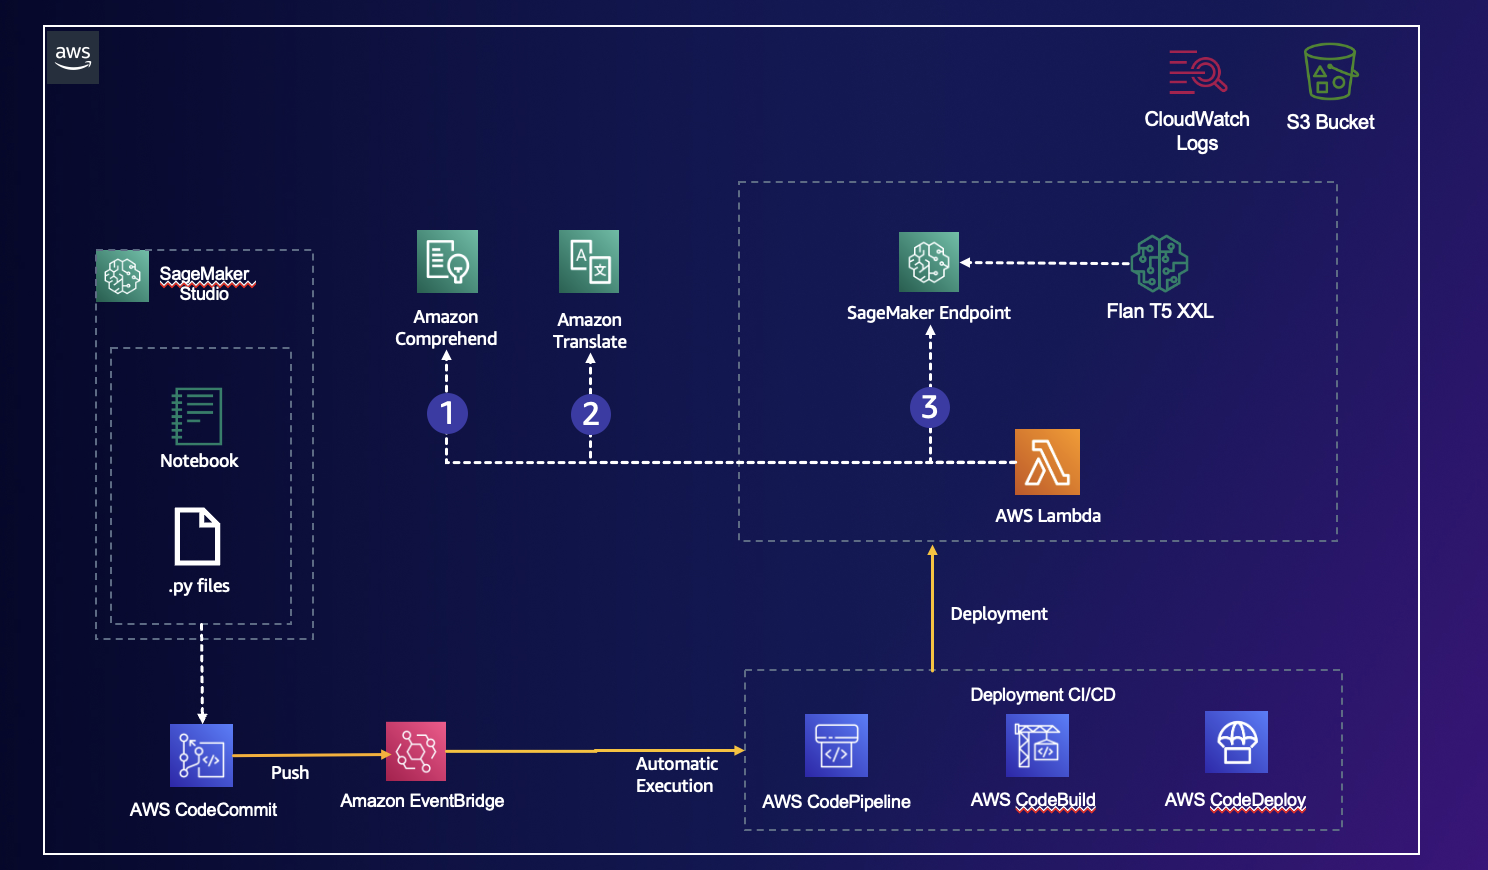 aws
CloudWatch
Logs
S3 Bucket
SageMaker
Studio
Amazon
Comprehend
Amazon
Translate
A
文
SageMaker Endpoint
Flan T5 XXL
1
2
3
Notebook
AWS Lambda
.py files
Deployment
Deployment CI/CD
</>
</>
</>
Push
Automatic
Execution
AWS CodeCommit
Amazon EventBridge
AWS CodePipeline
AWS CodeBuild
AWS CodeDeploy